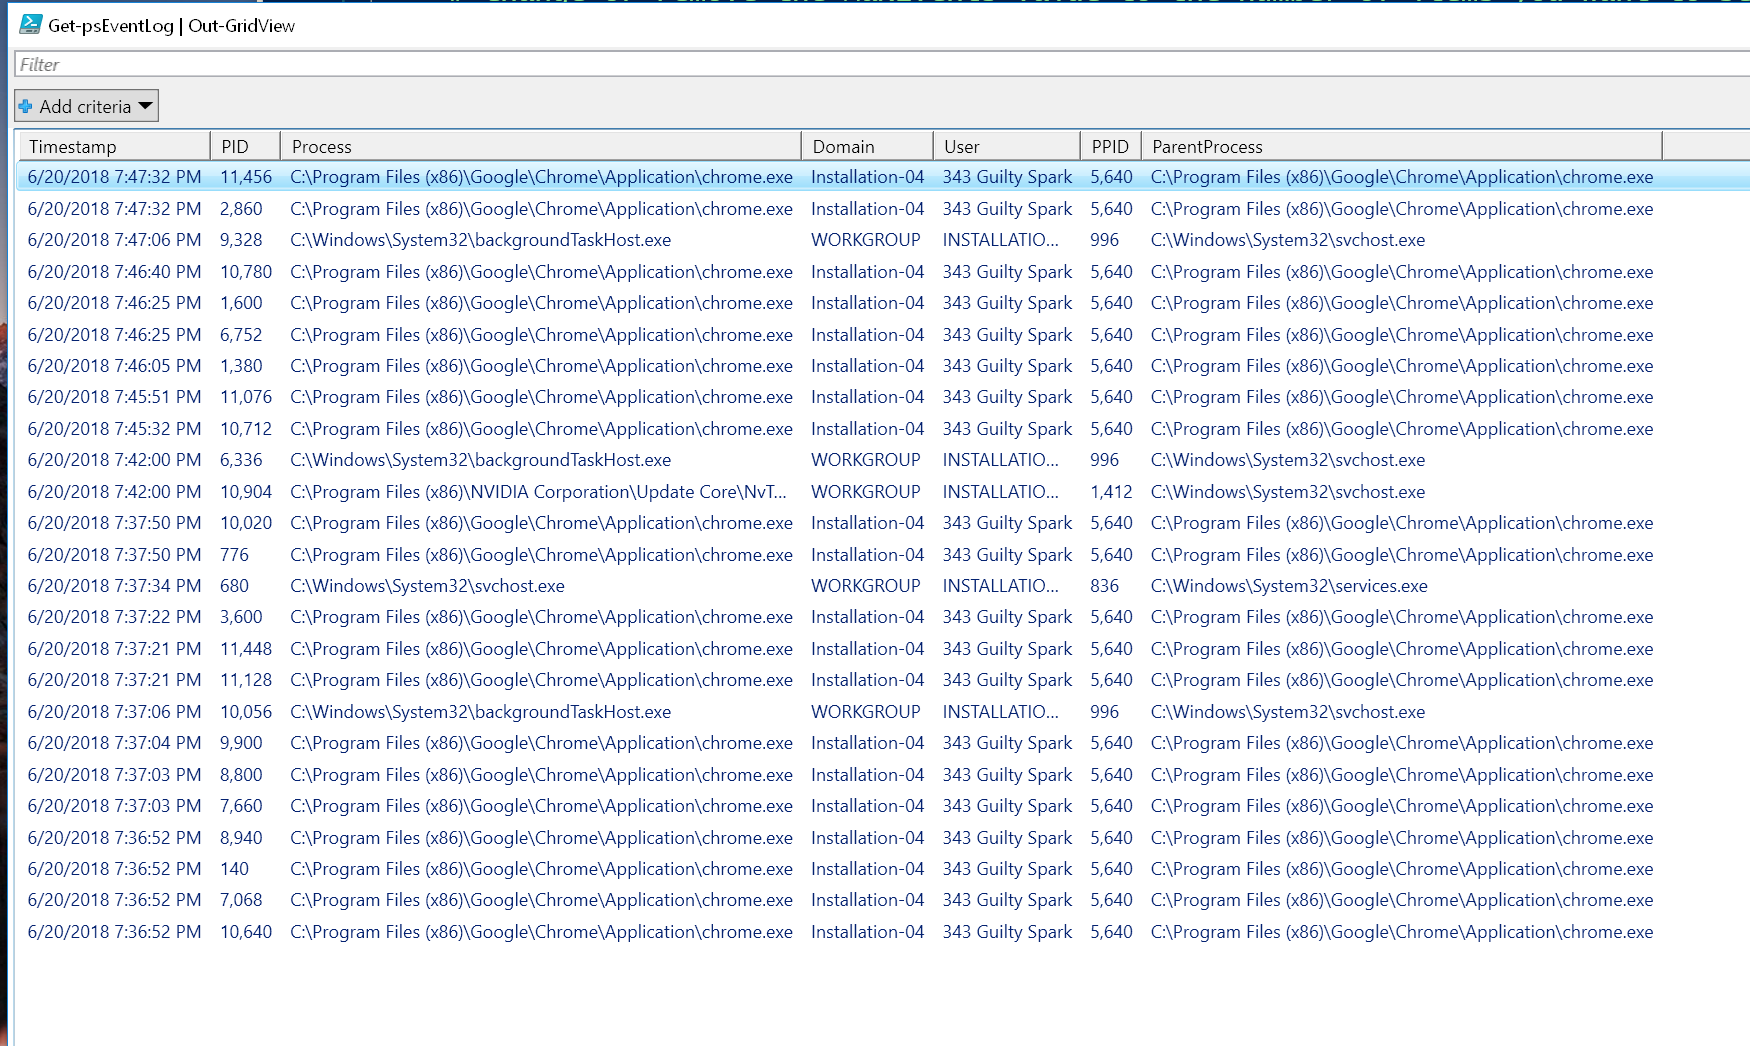 Get-psEventLog | Out-GridView
Filter
Add criteria
Timestamp PID Process Domain User PPID ParentProcess
6/20/2018 7:47:32 PM 11,456 C:\Program Files (x86)\Google\Chrome\Application\chrome.exe Installation-04 343 Guilty Spark 5,640 C:\Program Files (x86)\Google\Chrome\Application\chrome.exe
6/20/2018 7:47:32 PM 2,860 C:\Program Files (x86)\Google\Chrome\Application\chrome.exe Installation-04 343 Guilty Spark 5,640 C:\Program Files (x86)\Google\Chrome\Application\chrome.exe
6/20/2018 7:47:06 PM 9,328 C:\Windows\System32\backgroundTaskHost.exe WORKGROUP INSTALLATIO... 996 C:\Windows\System32\svchost.exe
6/20/2018 7:46:40 PM 10,780 C:\Program Files (x86)\Google\Chrome\Application\chrome.exe Installation-04 343 Guilty Spark 5,640 C:\Program Files (x86)\Google\Chrome\Application\chrome.exe
6/20/2018 7:46:25 PM 1,600 C:\Program Files (x86)\Google\Chrome\Application\chrome.exe Installation-04 343 Guilty Spark 5,640 C:\Program Files (x86)\Google\Chrome\Application\chrome.exe
6/20/2018 7:46:25 PM 6,752 C:\Program Files (x86)\Google\Chrome\Application\chrome.exe Installation-04 343 Guilty Spark 5,640 C:\Program Files (x86)\Google\Chrome\Application\chrome.exe
6/20/2018 7:46:05 PM 1,380 C:\Program Files (x86)\Google\Chrome\Application\chrome.exe Installation-04 343 Guilty Spark 5,640 C:\Program Files (x86)\Google\Chrome\Application\chrome.exe
6/20/2018 7:45:51 PM 11,076 C:\Program Files (x86)\Google\Chrome\Application\chrome.exe Installation-04 343 Guilty Spark 5,640 C:\Program Files (x86)\Google\Chrome\Application\chrome.exe
6/20/2018 7:45:32 PM 10,712 C:\Program Files (x86)\Google\Chrome\Application\chrome.exe Installation-04 343 Guilty Spark 5,640 C:\Program Files (x86)\Google\Chrome\Application\chrome.exe
6/20/2018 7:42:00 PM 6,336 C:\Windows\System32\backgroundTaskHost.exe WORKGROUP INSTALLATIO... 996 C:\Windows\System32\svchost.exe
6/20/2018 7:42:00 PM 10,904 C:\Program Files (x86)\NVIDIA Corporation\Update Core\NvT... WORKGROUP INSTALLATIO... 1,412 C:\Windows\System32\svchost.exe
6/20/2018 7:37:50 PM 10,020 C:\Program Files (x86)\Google\Chrome\Application\chrome.exe Installation-04 343 Guilty Spark 5,640 C:\Program Files (x86)\Google\Chrome\Application\chrome.exe
6/20/2018 7:37:50 PM 776 C:\Program Files (x86)\Google\Chrome\Application\chrome.exe Installation-04 343 Guilty Spark 5,640 C:\Program Files (x86)\Google\Chrome\Application\chrome.exe
6/20/2018 7:37:34 PM 680 C:\Windows\System32\svchost.exe WORKGROUP INSTALLATIO... 836 C:\Windows\System32\services.exe
6/20/2018 7:37:22 PM 3,600 C:\Program Files (x86)\Google\Chrome\Application\chrome.exe Installation-04 343 Guilty Spark 5,640 C:\Program Files (x86)\Google\Chrome\Application\chrome.exe
6/20/2018 7:37:21 PM 11,448 C:\Program Files (x86)\Google\Chrome\Application\chrome.exe Installation-04 343 Guilty Spark 5,640 C:\Program Files (x86)\Google\Chrome\Application\chrome.exe
6/20/2018 7:37:21 PM 11,128 C:\Program Files (x86)\Google\Chrome\Application\chrome.exe Installation-04 343 Guilty Spark 5,640 C:\Program Files (x86)\Google\Chrome\Application\chrome.exe
6/20/2018 7:37:06 PM 10,056 C:\Windows\System32\backgroundTaskHost.exe WORKGROUP INSTALLATIO... 996 C:\Windows\System32\svchost.exe
6/20/2018 7:37:04 PM 9,900 C:\Program Files (x86)\Google\Chrome\Application\chrome.exe Installation-04 343 Guilty Spark 5,640 C:\Program Files (x86)\Google\Chrome\Application\chrome.exe
6/20/2018 7:37:03 PM 8,800 C:\Program Files (x86)\Google\Chrome\Application\chrome.exe Installation-04 343 Guilty Spark 5,640 C:\Program Files (x86)\Google\Chrome\Application\chrome.exe
6/20/2018 7:37:03 PM 7,660 C:\Program Files (x86)\Google\Chrome\Application\chrome.exe Installation-04 343 Guilty Spark 5,640 C:\Program Files (x86)\Google\Chrome\Application\chrome.exe
6/20/2018 7:36:52 PM 8,940 C:\Program Files (x86)\Google\Chrome\Application\chrome.exe Installation-04 343 Guilty Spark 5,640 C:\Program Files (x86)\Google\Chrome\Application\chrome.exe
6/20/2018 7:36:52 PM 140 C:\Program Files (x86)\Google\Chrome\Application\chrome.exe Installation-04 343 Guilty Spark 5,640 C:\Program Files (x86)\Google\Chrome\Application\chrome.exe
6/20/2018 7:36:52 PM 7,068 C:\Program Files (x86)\Google\Chrome\Application\chrome.exe Installation-04 343 Guilty Spark 5,640 C:\Program Files (x86)\Google\Chrome\Application\chrome.exe
6/20/2018 7:36:52 PM 10,640 C:\Program Files (x86)\Google\Chrome\Application\chrome.exe Installation-04 343 Guilty Spark 5,640 C:\Program Files (x86)\Google\Chrome\Application\chrome.exe